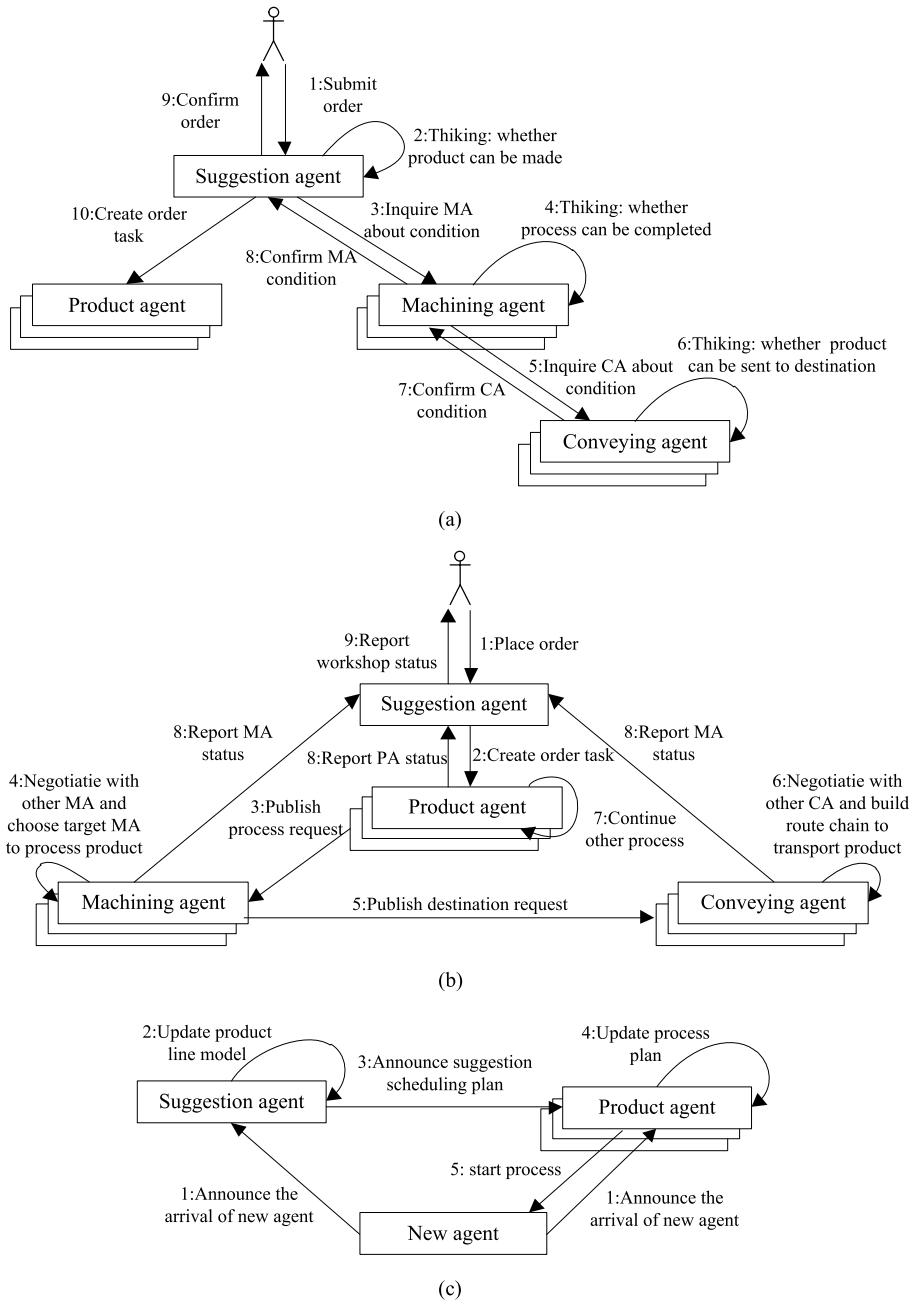 9:Confirm
order
1:Submit
order
2:Thiking: whether
product can be made
Suggestion agent
10:Create order
task
3:Inquire MA
about condition
4:Thiking: whether
process can be completed
8:Confirm MA
condition
Product agent
Machining agent
5:Inquire CA about
condition
6:Thiking: whether product
can be sent to destination
7:Confirm CA
condition
Conveying agent
(a)
9:Report
workshop status
1:Place order
Suggestion agent
8:Report MA
status
8:Report MA
status
8:Report PA status
2:Create order task
4:Negotiatie with
other MA and
choose target MA
to process product
3:Publish
process request
Product agent
7:Continue
other process
6:Negotiatie with
other CA and build
route chain to
transport product
Machining agent
5:Publish destination request
Conveying agent
(b)
2:Update product
line model
3:Announce suggestion
scheduling plan
4:Update process
plan
Suggestion agent
Product agent
1:Announce the
arrival of new agent
5: start process
1:Announce the
arrival of new agent
New agent
(c)